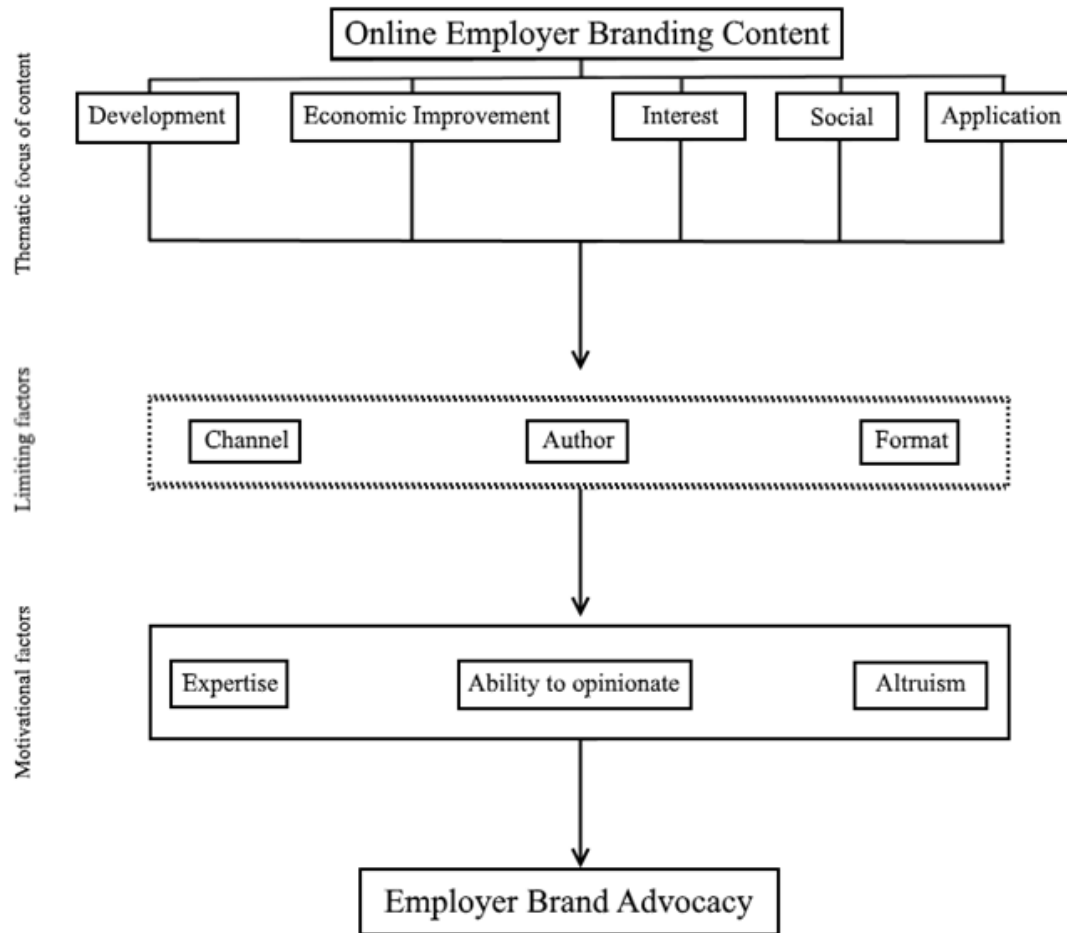 Online Employer Branding Content
Thematic focus of content
Development
Economic Improvement
Interest
Social
Application
Limiting factors
Channel
Author
Format
Motivational factors
Expertise
Ability to opinionate
Altruism
Employer Brand Advocacy